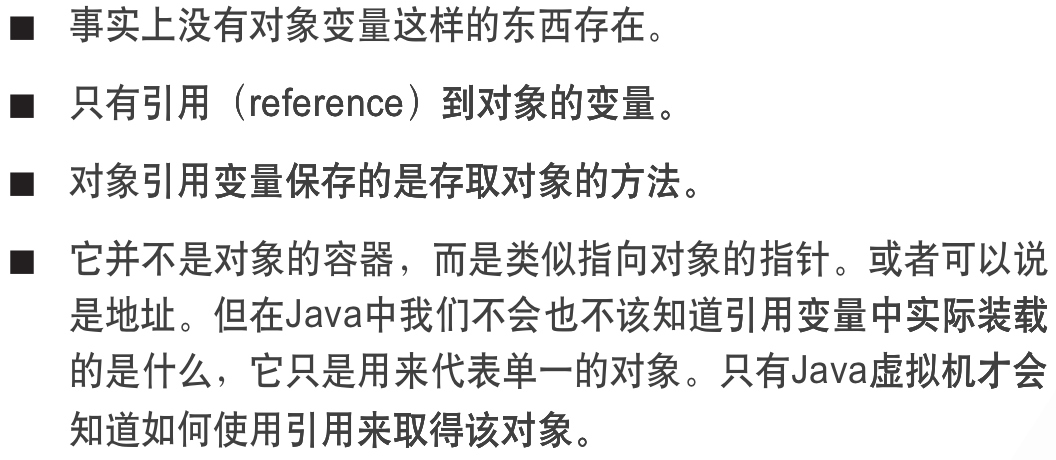 ■ 事实上没有对象变量这样的东西存在。
■ 只有引用（reference）到对象的变量。
■ 对象引用变量保存的是存取对象的方法。
■ 它并不是对象的容器，而是类似指向对象的指针。或者可以说
是地址。但在Java中我们不会也不该知道引用变量中实际装载
的是什么，它只是用来代表单一的对象。只有Java虚拟机才会
知道如何使用引用来取得该对象。